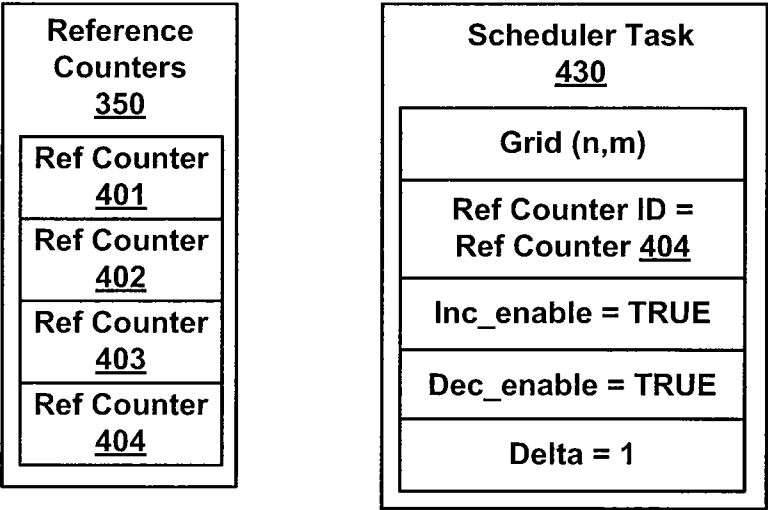 Reference
Counters
350
Ref Counter
401
Ref Counter
402
Ref Counter
403
Ref Counter
404
Scheduler Task
430
Grid (n,m)
Ref Counter ID =
Ref Counter 404
Inc_enable = TRUE
Dec_enable = TRUE
Delta = 1